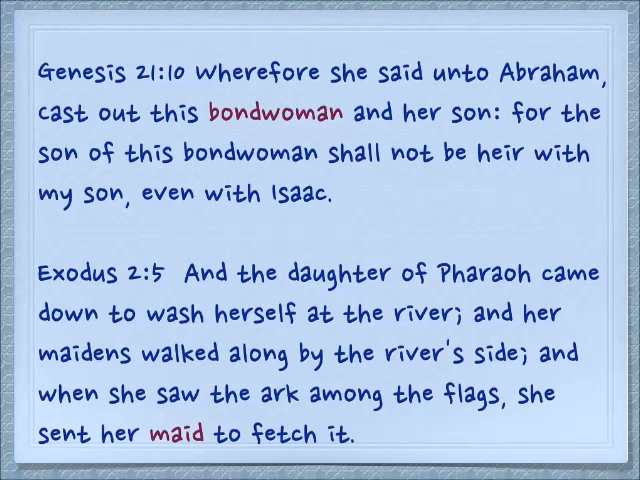 Genesis 21:10 Wherefore she said unto Abraham,
cast out this bondwoman and her son: for the
son of this bondwoman shall not be heir with
my son, even with Isaac.
Exodus 2:5 And the daughter of Pharaoh came
down to wash herself at the river; and her
maidens walked along by the river's side; and
when she saw the ark among the flags, she
sent her maid to fetch it.